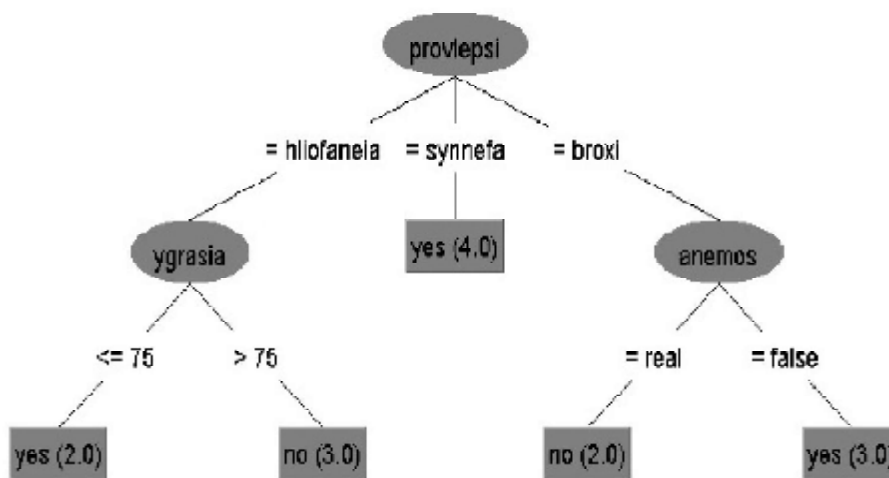 provlepsi
= hliofaneia = synnefa = broxi
ygrasia yes (4.0) anemos
<= 75 > 75 = real = false
yes (2.0) no (3.0) no (2.0) yes (3.0)